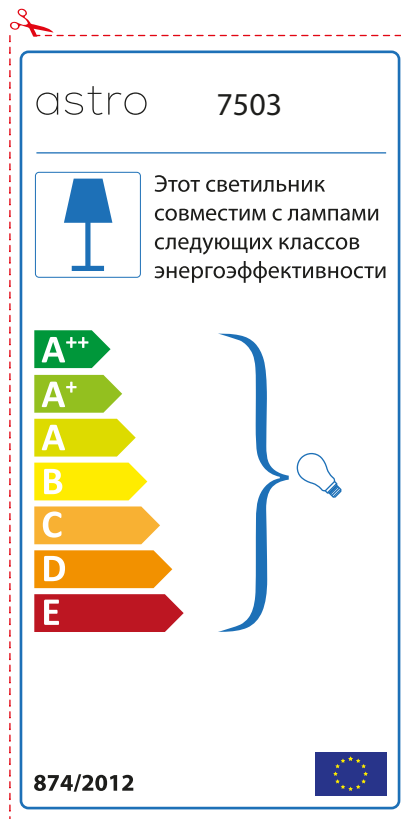 astro 7503
Этот светильник
совместим с лампами
следующих классов
энергоэффективности
A++
A+
A
B
C
D
E
874/2012